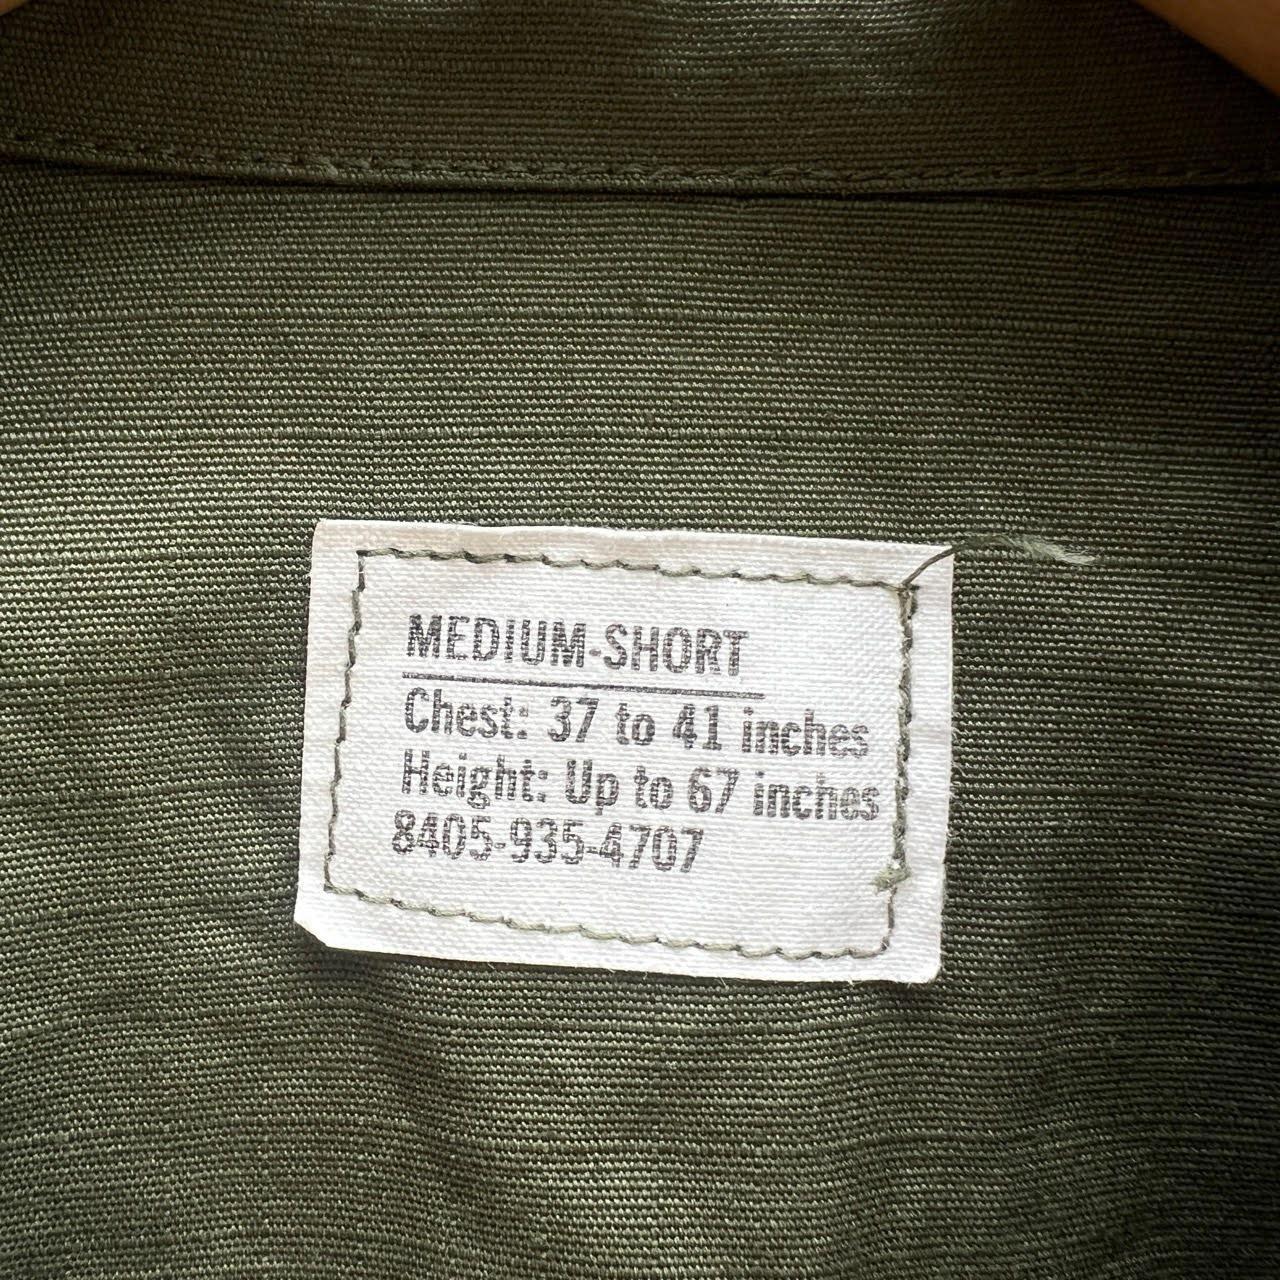 MEDIUM-SHORT
Chest: 37 to 41 inches
Height: Up to 67 inches
8405-935-4707